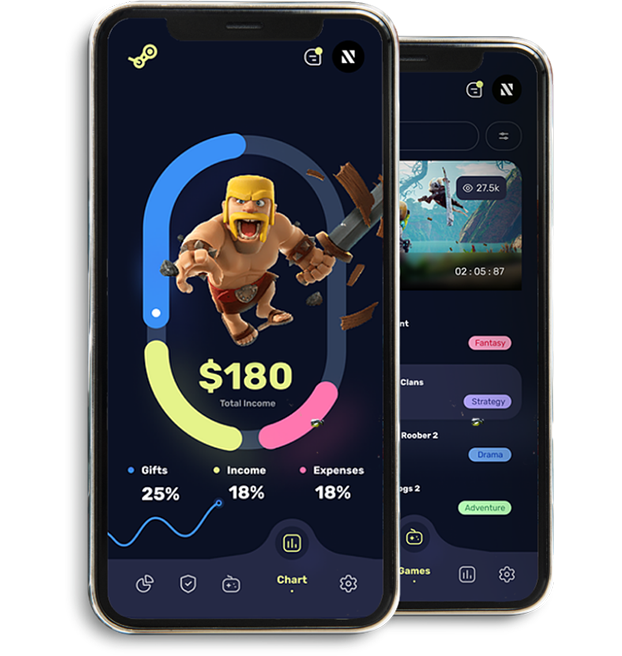 N
$180
Total Income
Gifts
Income
Expenses
25%
18%
18%
Chart
N
27.5k
02 : 05 : 87
nt
Fantasy
Clans
Strategy
Roober 2
Drama
ogs 2
Adventure
Games